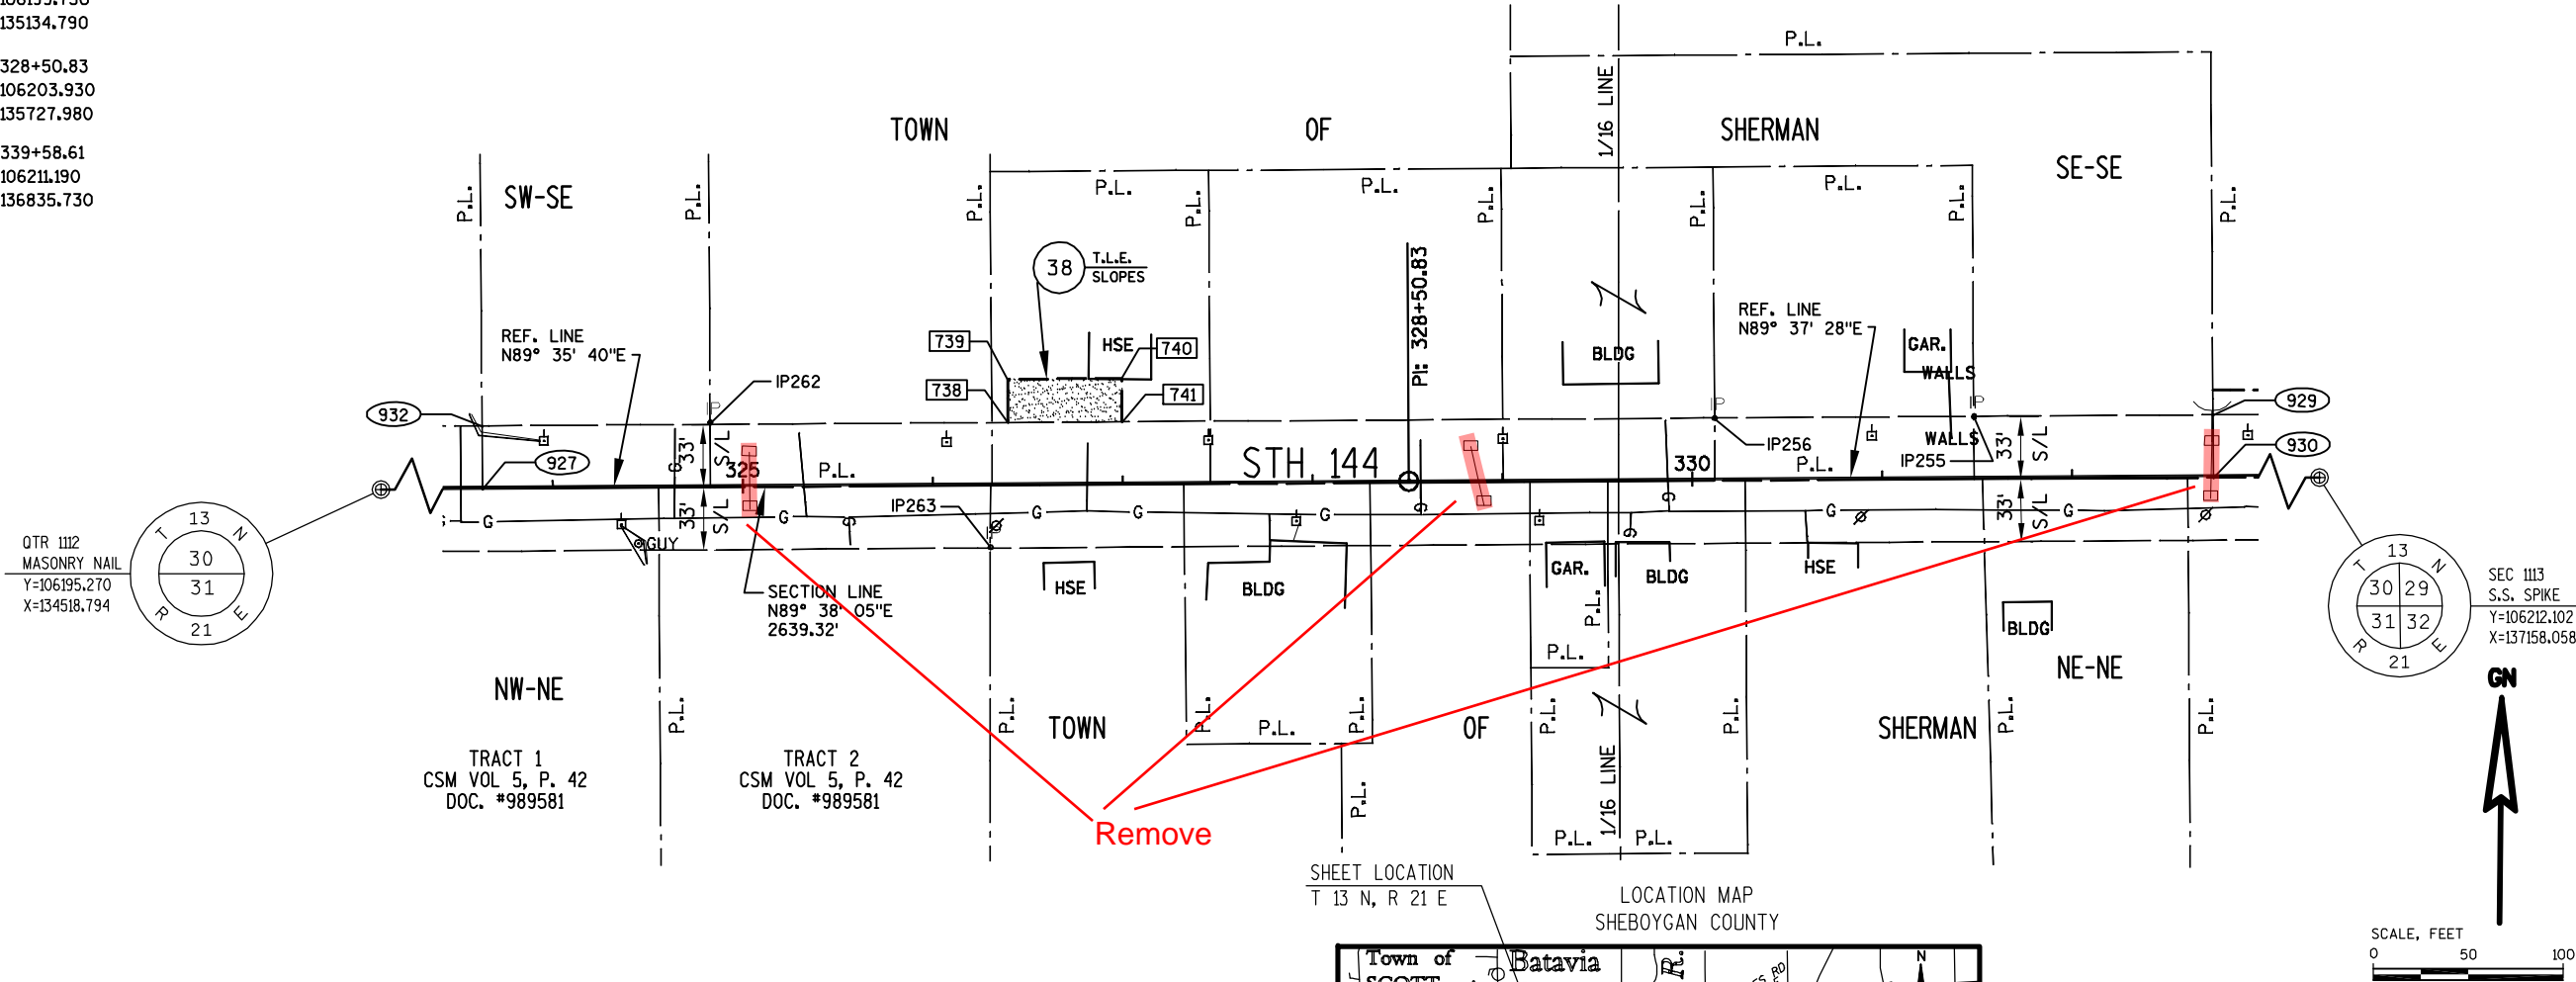 135134.790
328+50.83
106203.930
135727.980
339+58.61
106211.190
136835.730
P.L.
1/16 LINE
TOWN OF SHERMAN
SW-SE
SE-SE
P.L.
P.L.
P.L.
P.L.
P.L.
P.L.
P.L.
P.L.
P.L.
P.L.
P.L.
38
T.L.E.
SLOPES
PI: 328+50.83
REF. LINE
N89° 35' 40"E
REF. LINE
N89° 37' 28"E
739
HSE
740
BLDG
GAR.
WALLS
IP262
738
741
932
IP
IP
IP
929
927
33'
S/L
G
325
P.L.
STH 144
IP256
330
P.L.
WALLS
IP255
33'
S/L
930
G
33'
S/L
G
G
IP263
G
G
G
G
G
G
G
33'
S/L
G
GUY
QTR 1112
MASONRY NAIL
Y=106195.270
X=134518.794
T 13 N
30
31
R 21 E
SECTION LINE
N89° 38' 05"E
2639.32'
HSE
BLDG
GAR.
BLDG
HSE
BLDG
T 13 N
30 29
31 32
R 21 E
SEC 1113
S.S. SPIKE
Y=106212.102
X=137158.058
P.L.
P.L.
NW-NE
NE-NE
GN
P.L.
P.L.
P.L.
P.L.
P.L.
P.L.
P.L.
P.L.
P.L.
TOWN OF SHERMAN
TRACT 1
CSM VOL 5, P. 42
DOC. #989581
TRACT 2
CSM VOL 5, P. 42
DOC. #989581
P.L.
1/16 LINE
Remove
P.L.
P.L.
SHEET LOCATION
T 13 N, R 21 E
LOCATION MAP
SHEBOYGAN COUNTY
SCALE, FEET
0 50 100
Town of
Batavia
R.
RD
N